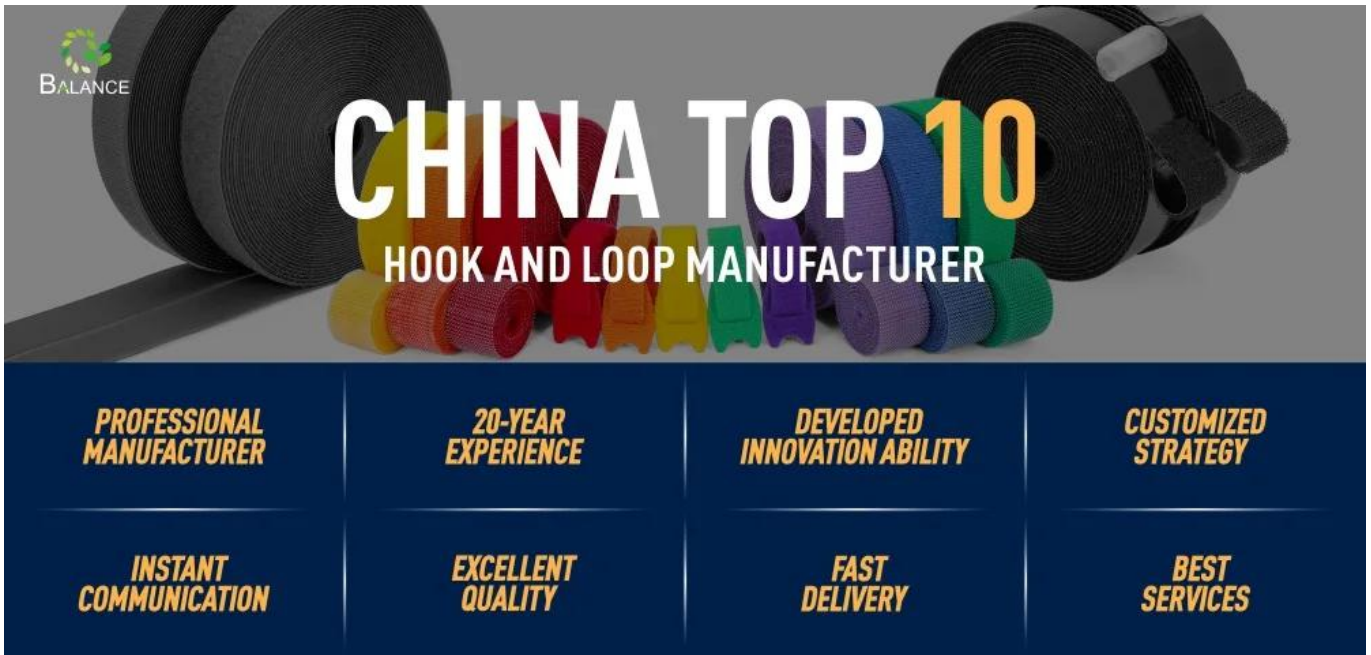 BALANCE
CHINA TOP 10
HOOK AND LOOP MANUFACTURER
PROFESSIONAL
MANUFACTURER
20-YEAR
EXPERIENCE
DEVELOPED
INNOVATION ABILITY
CUSTOMIZED
STRATEGY
INSTANT
COMMUNICATION
EXCELLENT
QUALITY
FAST
DELIVERY
BEST
SERVICES